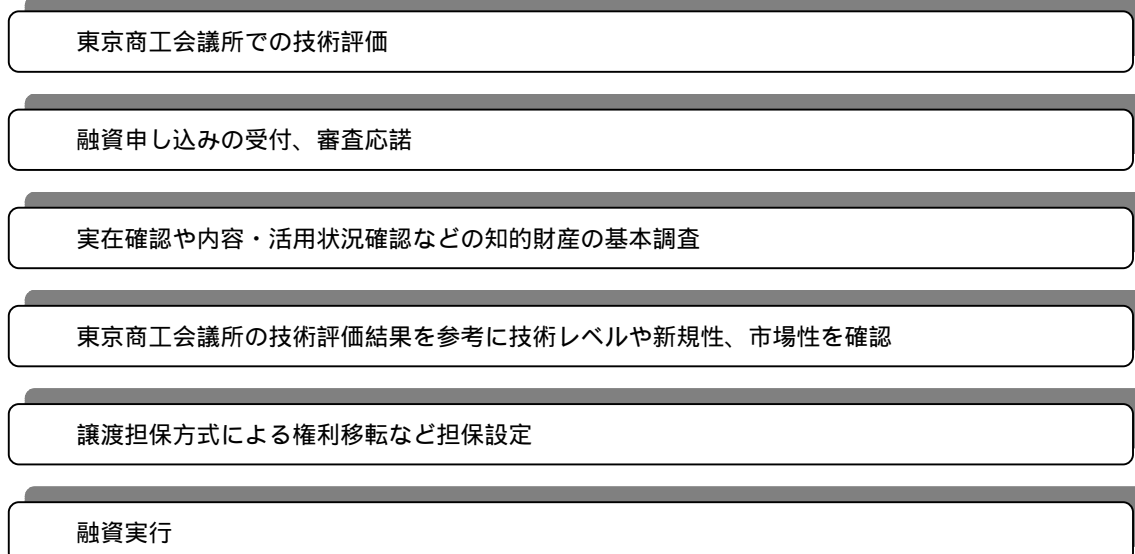 東京商工会議所での技術評価
融資申し込みの受付、審査応諾
実在確認や内容・活用状況確認などの知的財産の基本調査
東京商工会議所の技術評価結果を参考に技術レベルや新規性、市場性を確認
譲渡担保方式による権利移転など担保設定
融資実行